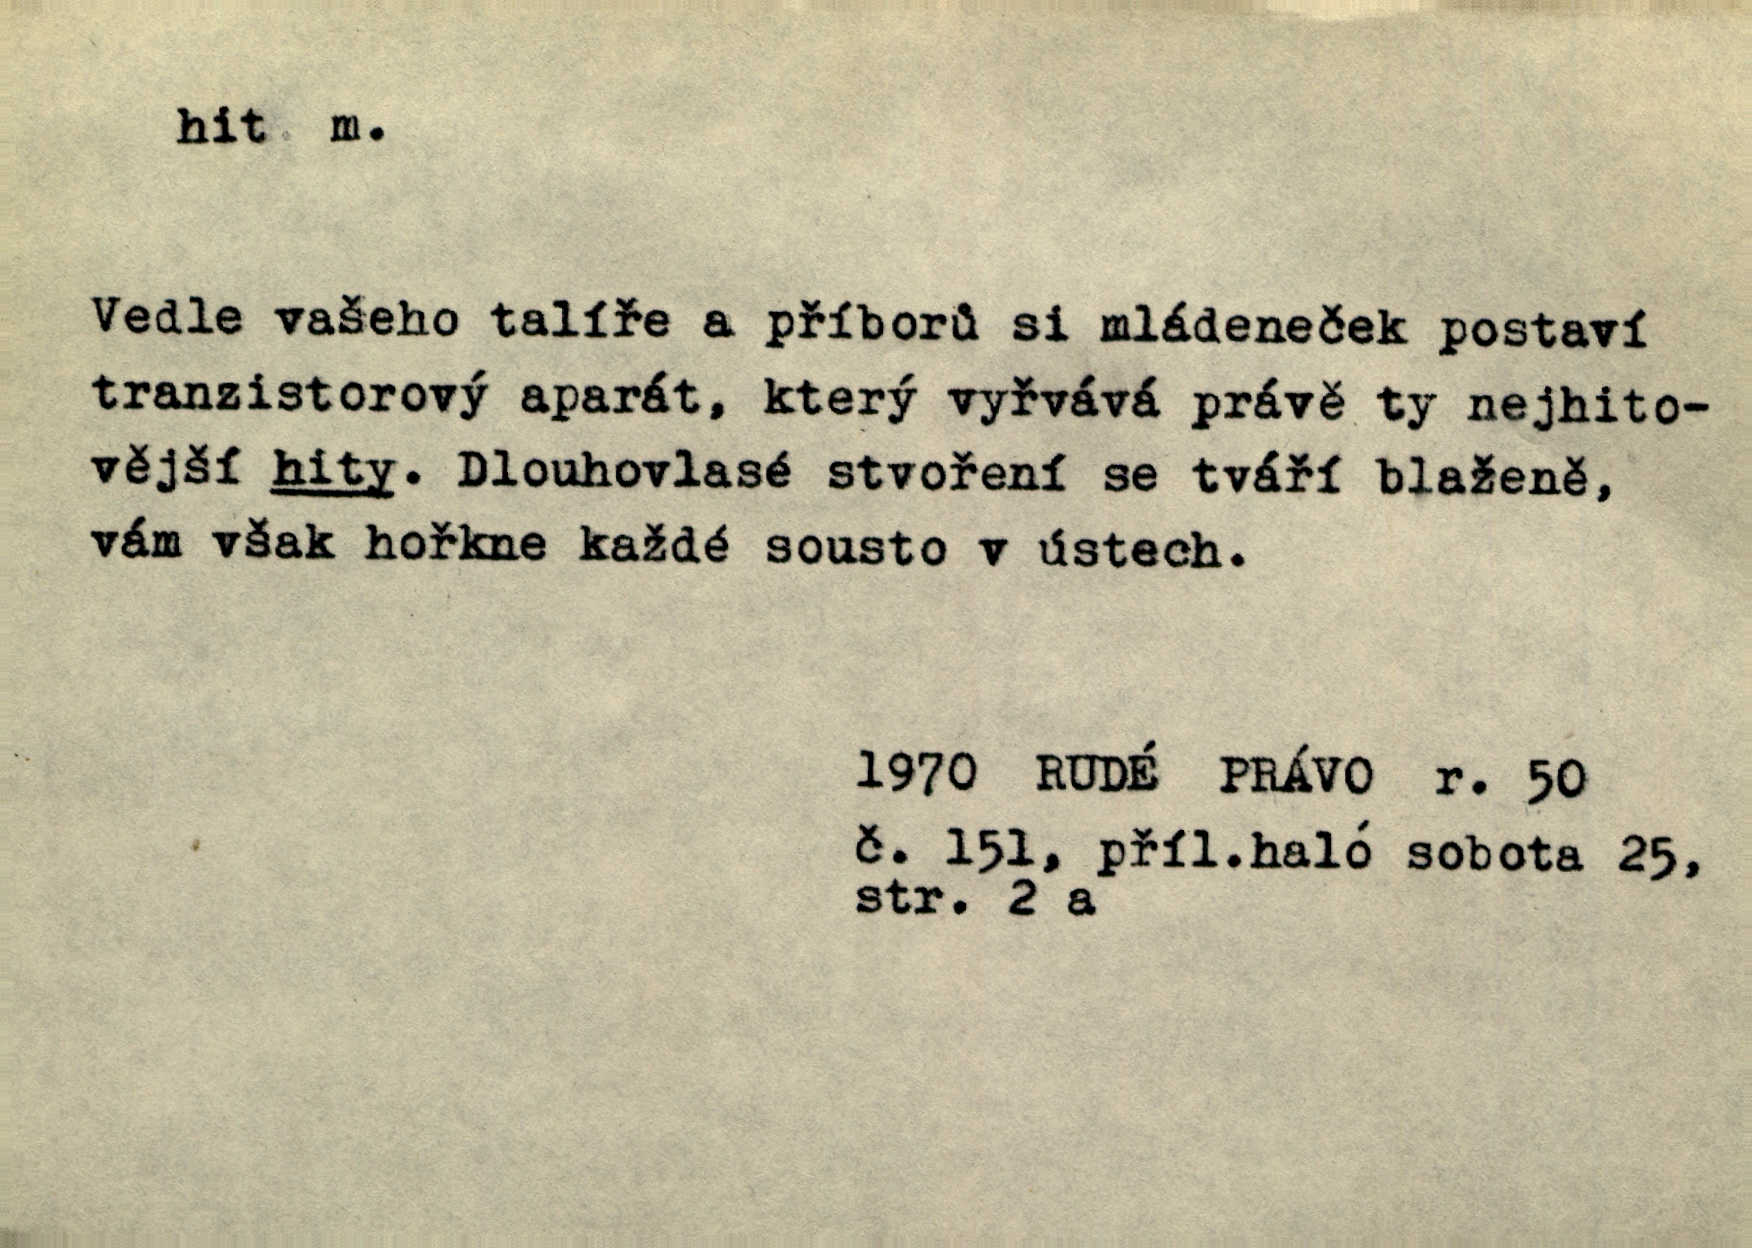 hit m.
Vedle vašeho talíře a příborů si mládeneček postaví
tranzistorový aparát, který vyřvává právě ty nejhito-
vější hity. Dlouhovlasé stvoření se tváří blaženě,
vám však hořkne každé sousto v ústech.
1970 RUDÉ PRÁVO r. 50
č. 151, příl.haló sobota 25,
str. 2 a